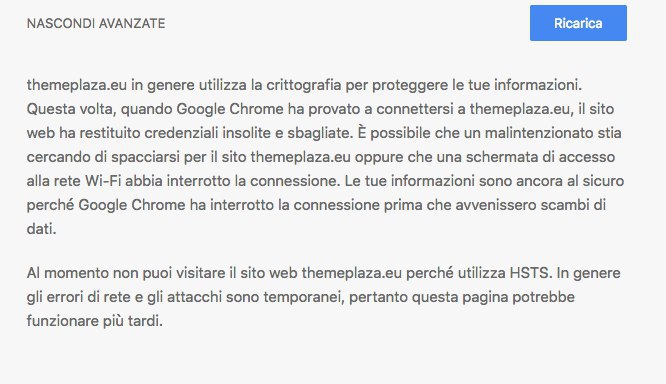 NASCONDI AVANZATE
Ricarica
themeplaza.eu in genere utilizza la crittografia per proteggere le tue informazioni.
Questa volta, quando Google Chrome ha provato a connettersi a themeplaza.eu, il sito
web ha restituito credenziali insolite e sbagliate. È possibile che un malintenzionato stia
cercando di spacciarsi per il sito themeplaza.eu oppure che una schermata di accesso
alla rete Wi-Fi abbia interrotto la connessione. Le tue informazioni sono ancora al sicuro
perché Google Chrome ha interrotto la connessione prima che avvenissero scambi di
dati.
Al momento non puoi visitare il sito web themeplaza.eu perché utilizza HSTS. In genere
gli errori di rete e gli attacchi sono temporanei, pertanto questa pagina potrebbe
funzionare più tardi.